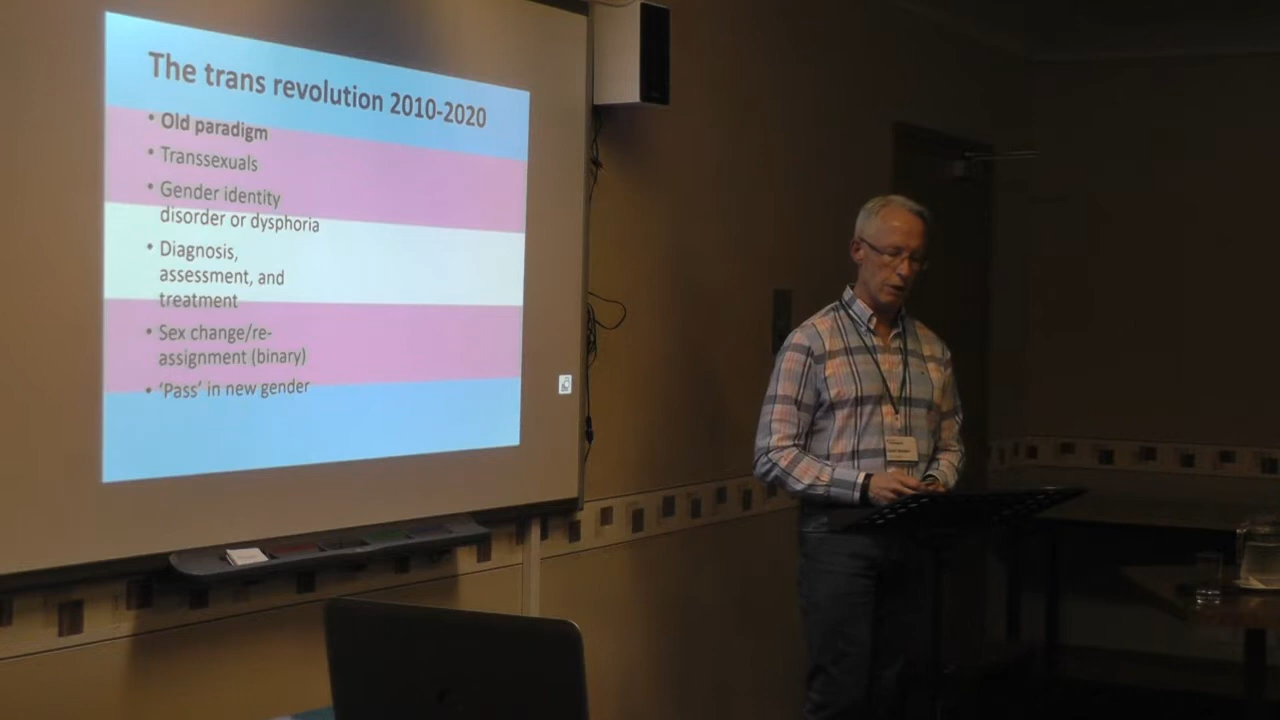 The trans revolution 2010-2020
• Old paradigm
• Transsexuals
• Gender identity
disorder or dysphoria
• Diagnosis,
assessment, and
treatment
• Sex change/re-
assignment (binary)
• ‘Pass’ in new gender